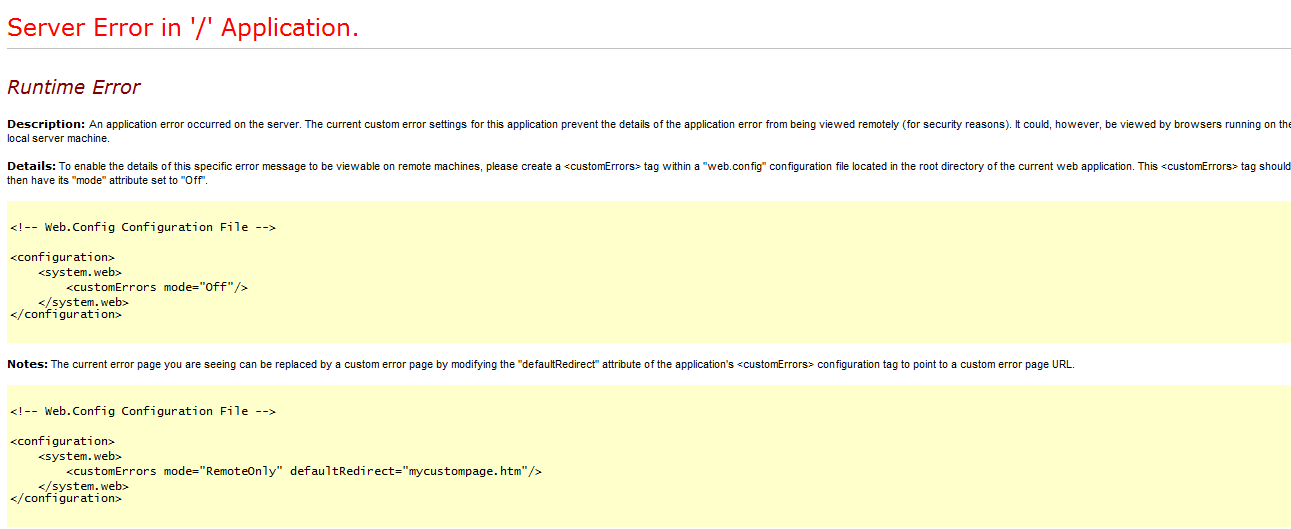 Server Error in '/' Application.
Runtime Error
Description: An application error occurred on the server. The current custom error settings for this application prevent the details of the application error from being viewed remotely (for security reasons). It could, however, be viewed by browsers running on the
local server machine.
Details: To enable the details of this specific error message to be viewable on remote machines, please create a <customErrors> tag within a "web.config" configuration file located in the root directory of the current web application. This <customErrors> tag should
then have its "mode" attribute set to "Off".
<!-- Web.Config Configuration File -->
<configuration>
    <system.web>
        <customErrors mode="Off"/>
    </system.web>
</configuration>
Notes: The current error page you are seeing can be replaced by a custom error page by modifying the "defaultRedirect" attribute of the application's <customErrors> configuration tag to point to a custom error page URL.
<!-- Web.Config Configuration File -->
<configuration>
    <system.web>
        <customErrors mode="RemoteOnly" defaultRedirect="mycustompage.htm"/>
    </system.web>
</configuration>